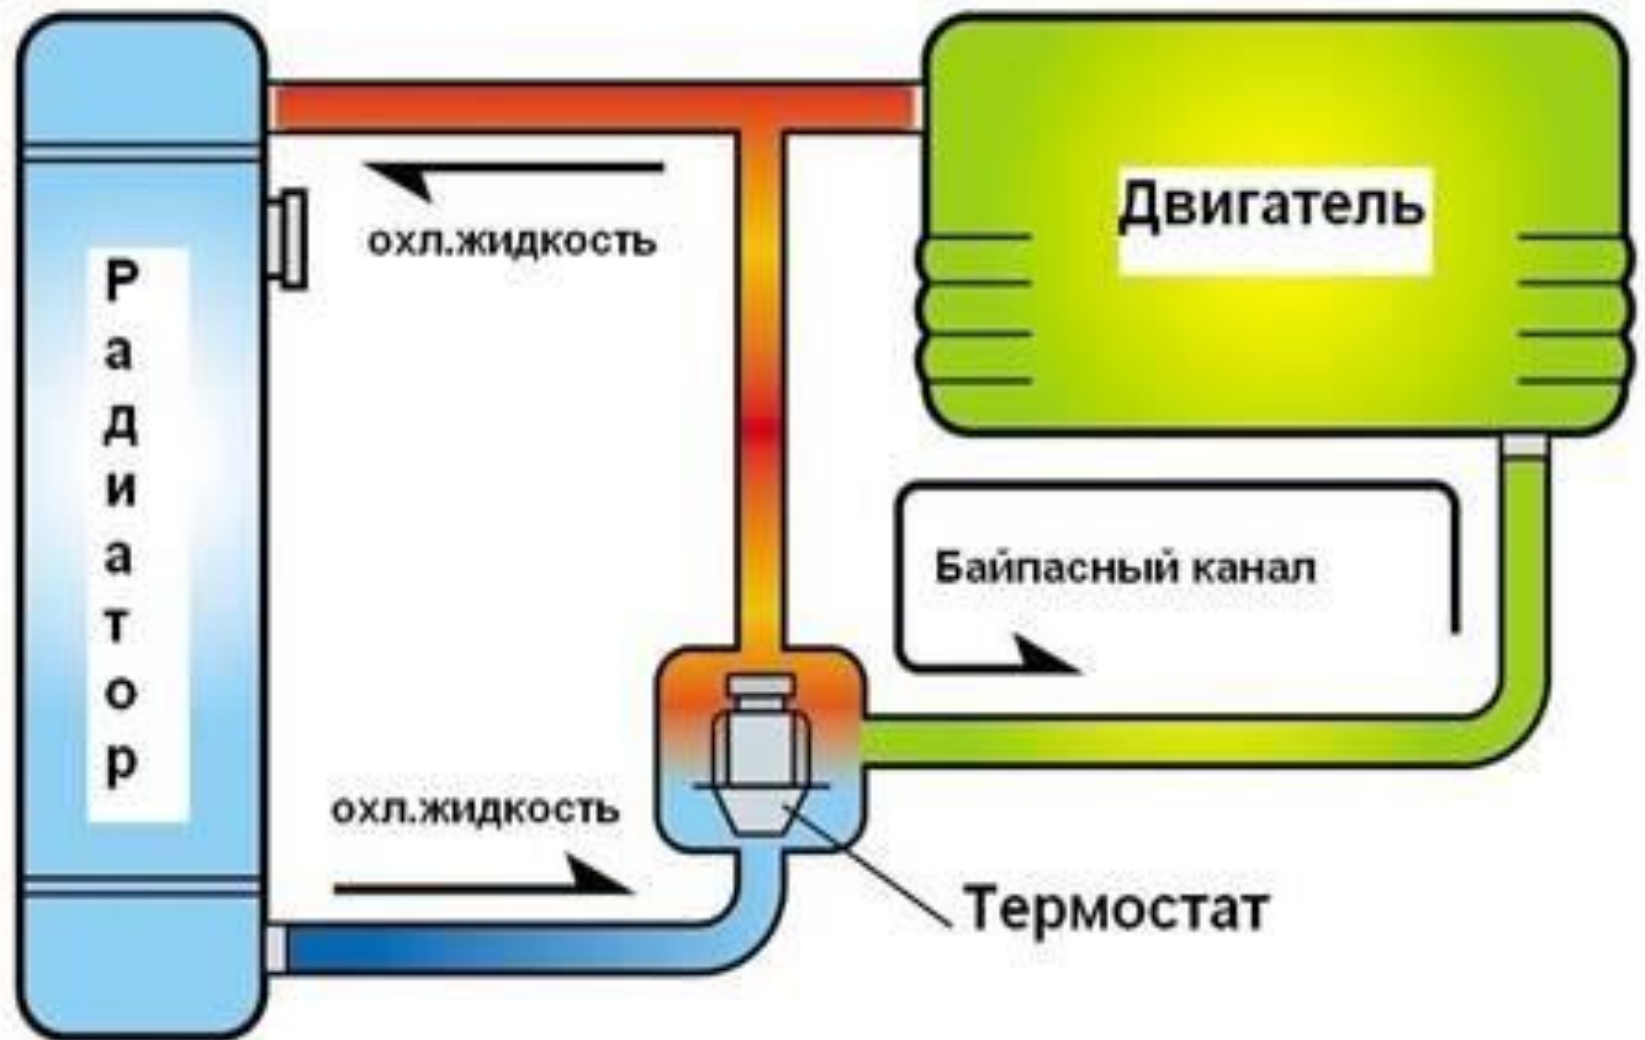 Двигатель
охл.жидкость
Радиатор
Байпасный канал
охл.жидкость
Термостат